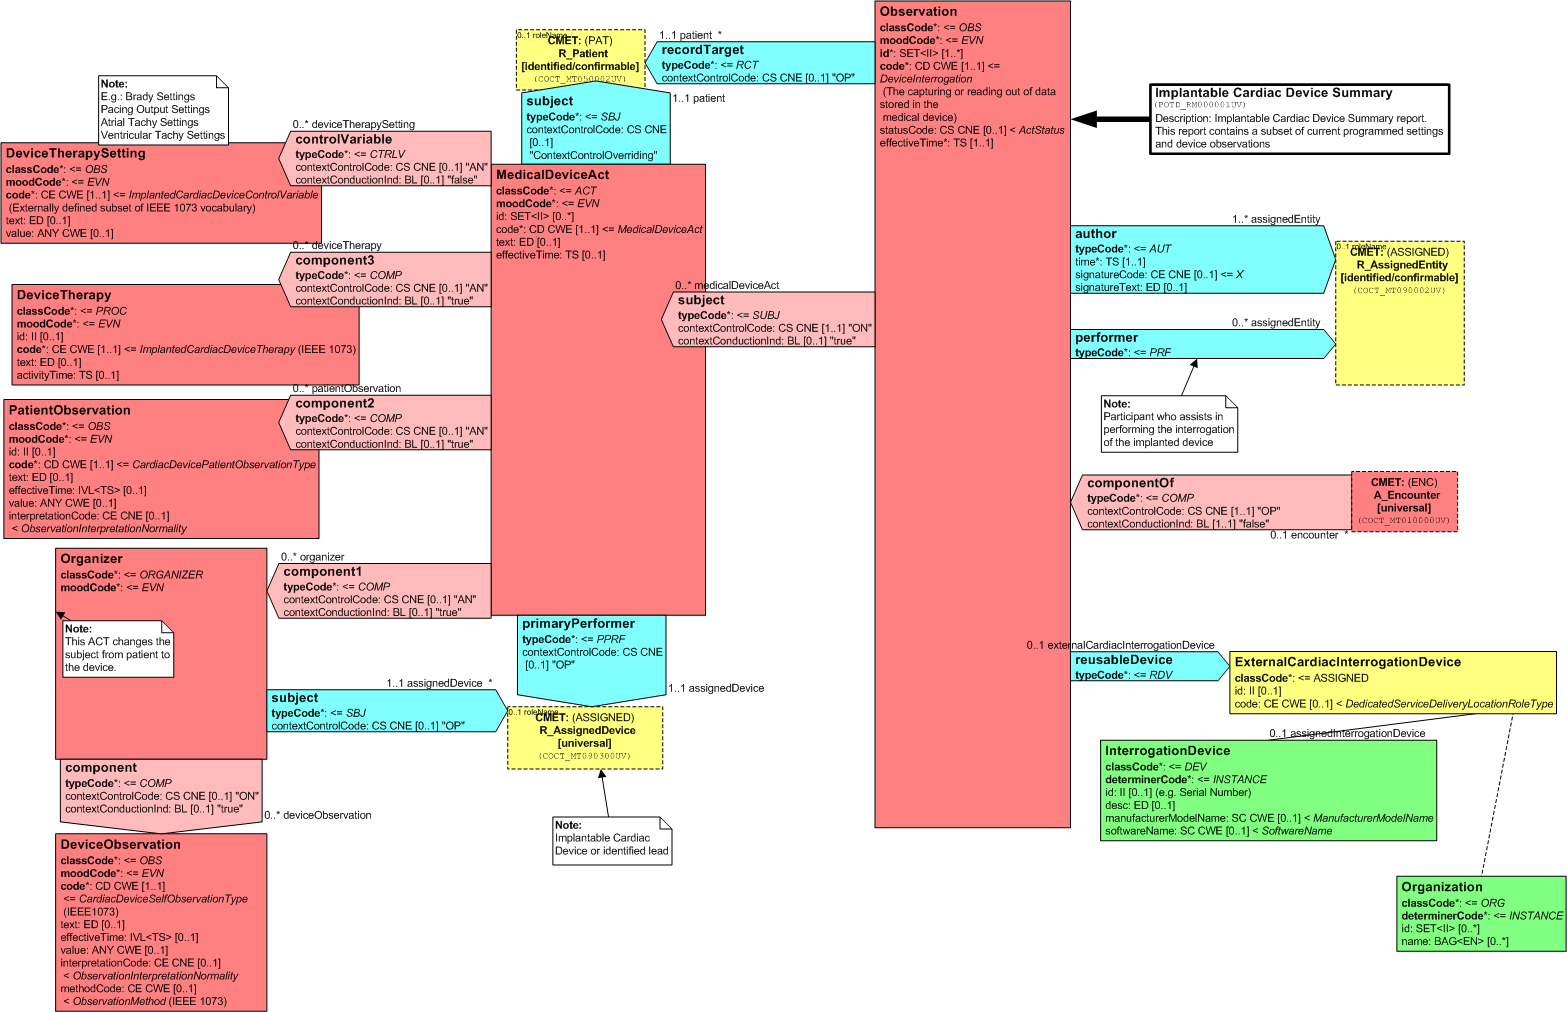 Observation
classCode*: <= OBS
moodCode*: <= EVN
id*: SET<II> [1..*]
code*: CD CWE [1..1] <=
DeviceInterrogation
(The capturing or reading out of data
stored in the
medical device)
statusCode: CS CNE [0..1] < ActStatus
effectiveTime*: TS [1..1]
0..1 roleName
CMET: (PAT)
R_Patient
[identified/confirmable]
(COCT_MT050002UV)
1..1 patient *
recordTarget
typeCode*: <= RCT
contextControlCode: CS CNE [0..1] "OP"
Implantable Cardiac Device Summary
(POTD_RM000001UV)
Description: Implantable Cardiac Device Summary report.
This report contains a subset of current programmed settings
and device observations
Note:
E.g.: Brady Settings
Pacing Output Settings
Atrial Tachy Settings
Ventricular Tachy Settings
subject
typeCode*: <= SBJ
contextControlCode: CS CNE
[0..1]
"ContextControlOverriding"
1..1 patient
0..* deviceTherapySetting
controlVariable
typeCode*: <= CTRLV
contextControlCode: CS CNE [0..1] "AN"
contextConductionInd: BL [0..1] "false"
DeviceTherapySetting
classCode*: <= OBS
moodCode*: <= EVN
code*: CE CWE [1..1] <= ImplantedCardiacDeviceControlVariable
(Externally defined subset of IEEE 1073 vocabulary)
text: ED [0..1]
value: ANY CWE [0..1]
MedicalDeviceAct
classCode*: <= ACT
moodCode*: <= EVN
id: SET<II> [0..*]
code*: CD CWE [1..1] <= MedicalDeviceAct
text: ED [0..1]
effectiveTime: TS [0..1]
1..* assignedEntity
author
typeCode*: <= AUT
time*: TS [1..1]
signatureCode: CE CNE [0..1] <= X
signatureText: ED [0..1]
0..1 roleName
CMET: (ASSIGNED)
R_AssignedEntity
[identified/confirmable]
(COCT_MT090002UV)
0..* deviceTherapy
component3
typeCode*: <= COMP
contextControlCode: CS CNE [0..1] "AN"
contextConductionInd: BL [0..1] "true"
DeviceTherapy
classCode*: <= PROC
moodCode*: <= EVN
id: II [0..1]
code*: CE CWE [1..1] <= ImplantedCardiacDeviceTherapy (IEEE 1073)
text: ED [0..1]
activityTime: TS [0..1]
0..* medicalDeviceAct
subject
typeCode*: <= SUBJ
contextControlCode: CS CNE [1..1] "ON"
contextConductionInd: BL [0..1] "true"
0..* assignedEntity
performer
typeCode*: <= PRF
Note:
Participant who assists in
performing the interrogation
of the implanted device
0..* patientObservation
component2
typeCode*: <= COMP
contextControlCode: CS CNE [0..1] "AN"
contextConductionInd: BL [0..1] "true"
PatientObservation
classCode*: <= OBS
moodCode*: <= EVN
id: II [0..1]
code*: CD CWE [1..1] <= CardiacDevicePatientObservationType
text: ED [0..1]
effectiveTime: IVL<TS> [0..1]
value: ANY CWE [0..1]
interpretationCode: CE CNE [0..1]
< ObservationInterpretationNormality
componentOf
typeCode*: <= COMP
contextControlCode: CS CNE [1..1] "OP"
contextConductionInd: BL [1..1] "false"
0..1 encounter *
CMET: (ENC)
A_Encounter
[universal]
(COCT_MT010000UV)
Organizer
classCode*: <= ORGANIZER
moodCode*: <= EVN
0..* organizer
component1
typeCode*: <= COMP
contextControlCode: CS CNE [0..1] "AN"
contextConductionInd: BL [0..1] "true"
Note:
This ACT changes the
subject from patient to
the device.
primaryPerformer
typeCode*: <= PPRF
contextControlCode: CS CNE
[0..1] "OP"
1..1 assignedDevice
1..1 assignedDevice *
subject
typeCode*: <= SBJ
contextControlCode: CS CNE [0..1] "OP"
0..1 roleName
CMET: (ASSIGNED)
R_AssignedDevice
[universal]
(COCT_MT090300UV)
0..1 externalCardiacInterrogationDevice
reusableDevice
typeCode*: <= RDV
ExternalCardiacInterrogationDevice
classCode*: <= ASSIGNED
id: II [0..1]
code: CE CWE [0..1] < DedicatedServiceDeliveryLocationRoleType
0..1 assignedInterrogationDevice
InterrogationDevice
classCode*: <= DEV
determinerCode*: <= INSTANCE
id: II [0..1] (e.g. Serial Number)
desc: ED [0..1]
manufacturerModelName: SC CWE [0..1] < ManufacturerModelName
softwareName: SC CWE [0..1] < SoftwareName
component
typeCode*: <= COMP
contextControlCode: CS CNE [0..1] "ON"
contextConductionInd: BL [0..1] "true"
0..* deviceObservation
Note:
Implantable Cardiac
Device or identified lead
DeviceObservation
classCode*: <= OBS
moodCode*: <= EVN
code*: CD CWE [1..1]
<= CardiacDeviceSelfObservationType
(IEEE1073)
text: ED [0..1]
effectiveTime: IVL<TS> [0..1]
value: ANY CWE [0..1]
interpretationCode: CE CNE [0..1]
< ObservationInterpretationNormality
methodCode: CE CWE [0..1]
< ObservationMethod (IEEE 1073)
Organization
classCode*: <= ORG
determinerCode*: <= INSTANCE
id: SET<II> [0..*]
name: BAG<EN> [0..*]